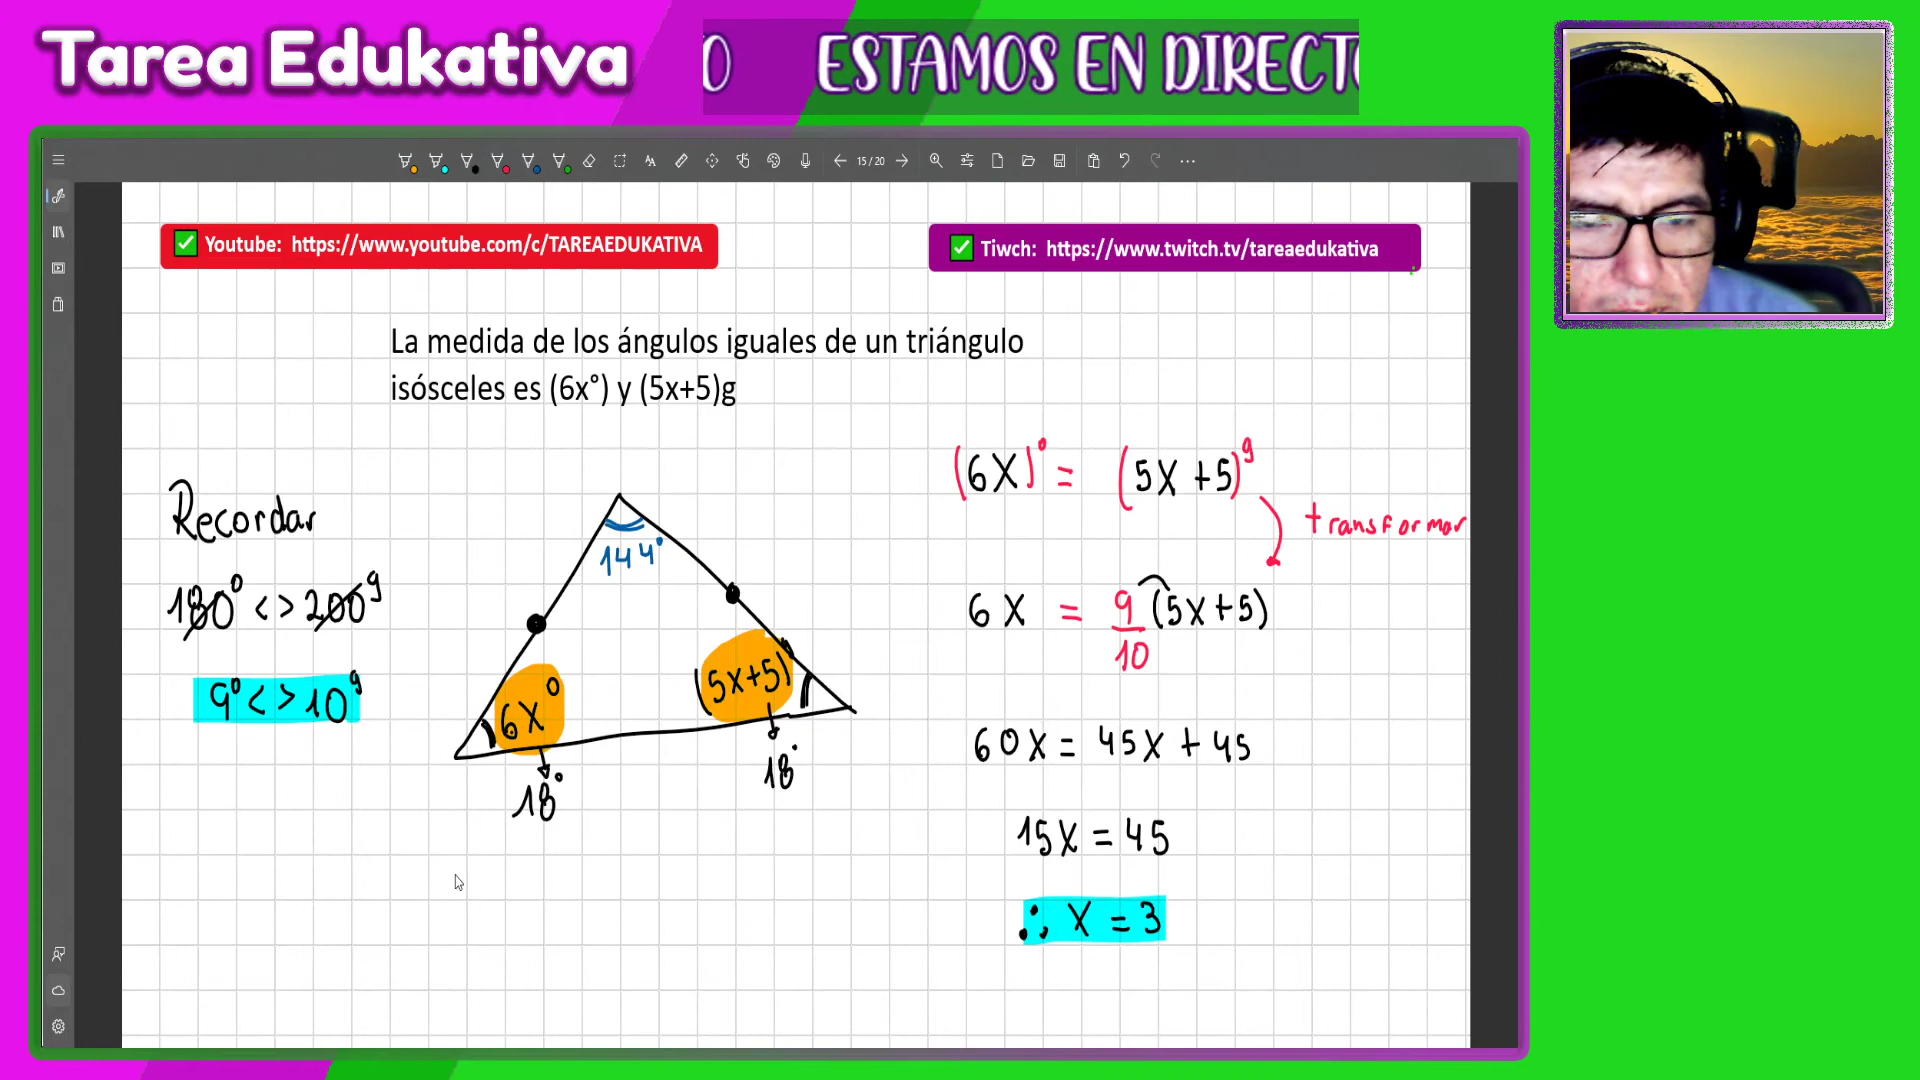 Tarea Edukativa
O ESTAMOS EN DIRECTO
15 / 20
✅ Youtube: https://www.youtube.com/c/TAREAEDUKATIVA
✅ Tiwch: https://www.twitch.tv/tareaedukativa
La medida de los ángulos iguales de un triángulo
isósceles es (6x°) y (5x+5)g
Recordar
180° <> 200ᵍ
9° <> 10ᵍ
144°
6X°
(5X+5)
18°
18°
(6X)° = (5X+5)ᵍ
transformar
6X = 9/10 (5X+5)
60X = 45X + 45
15X = 45
∴ X = 3